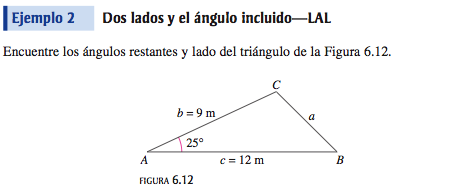 Ejemplo 2 Dos lados y el ángulo incluido—LAL
Encuentre los ángulos restantes y lado del triángulo de la Figura 6.12.
C
b = 9 m
a
25°
A
c = 12 m
B
FIGURA 6.12